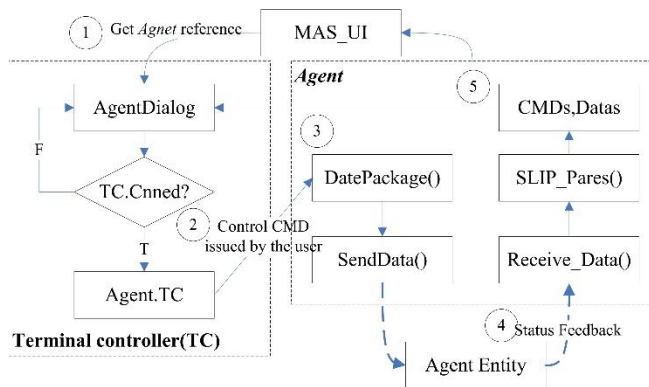 1
Get Agnet reference
MAS_UI
Agent
5
AgentDialog
CMDs,Datas
3
F
DatePackage()
SLIP_Pares()
TC.Cnned?
2
Control CMD
issued by the user
T
SendData()
Receive_Data()
Agent.TC
Terminal controller(TC)
4
Status Feedback
Agent Entity